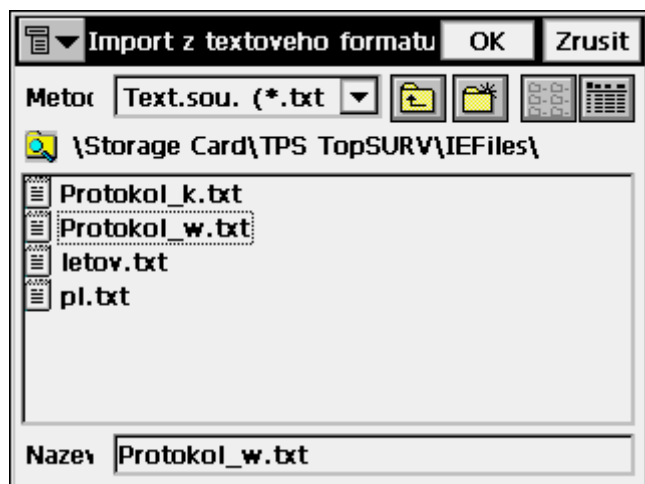 Import z textoveho formatu OK Zrusit
Metoc Text.sou. (*.txt
\Storage Card\TPS TopSURV\IEFiles\
Protokol_k.txt
Protokol_w.txt
letov.txt
pl.txt
Nazev Protokol_w.txt